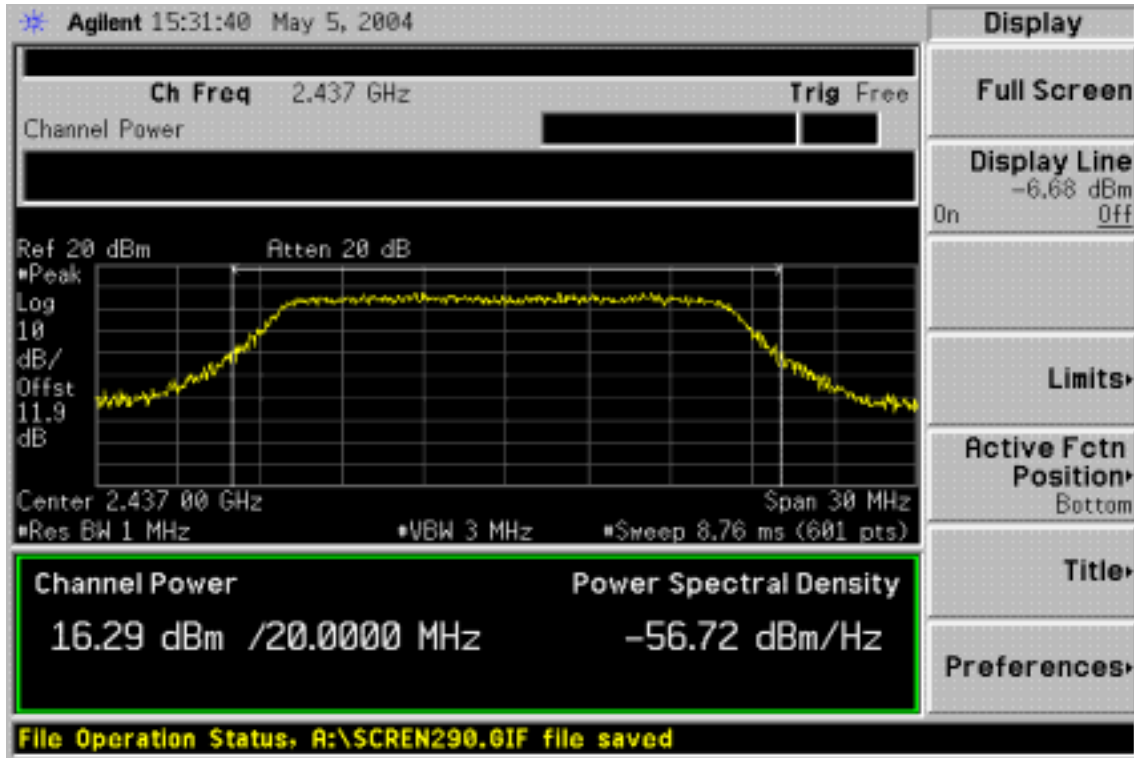 Agilent 15:31:40 May 5, 2004
Display
Ch Freq 2.437 GHz
Trig Free
Channel Power
Ref 20 dBm
Atten 20 dB
#Peak
Log
10
dB/
Offst
11.9
dB
Center 2.437 00 GHz
Span 30 MHz
#Res BW 1 MHz
#VBW 3 MHz
#Sweep 8.76 ms (601 pts)
Channel Power
Power Spectral Density
16.29 dBm /20.0000 MHz
-56.72 dBm/Hz
File Operation Status, A:\SCREN290.GIF file saved
Full Screen
Display Line
-6.68 dBm
On Off
Limits
Active Fctn
Position
Bottom
Title
Preferences